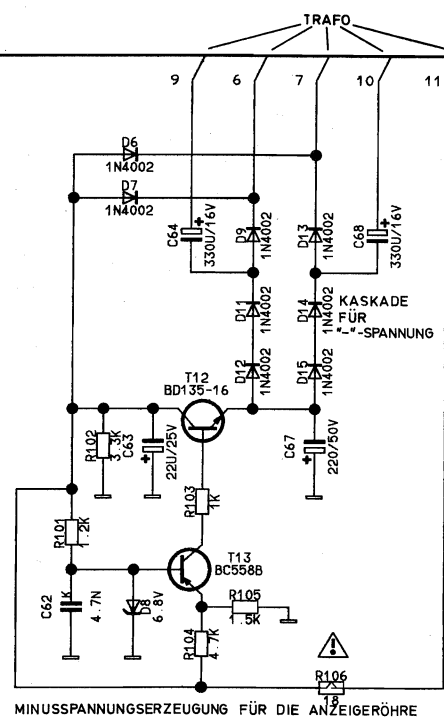 TRAFO
9 6 7 10 11
D6
1N4002
D7
1N4002
C64
330U/16V
D9
1N4002
D13
1N4002
C68
330U/16V
D11
1N4002
D14
1N4002
KASKADE
FÜR
"-"-SPANNUNG
D12
1N4002
D15
1N4002
T12
BD135-16
R102
3.3K
C63
22U/25V
C67
220/50V
R103
1K
R101
1.2K
T13
BC558B
C62
K
4.7N
D8
6.8V
R105
1.5K
R104
4.7K
R106
18
MINUSSPANNUNGSERZEUGUNG FÜR DIE ANZEIGERÖHRE